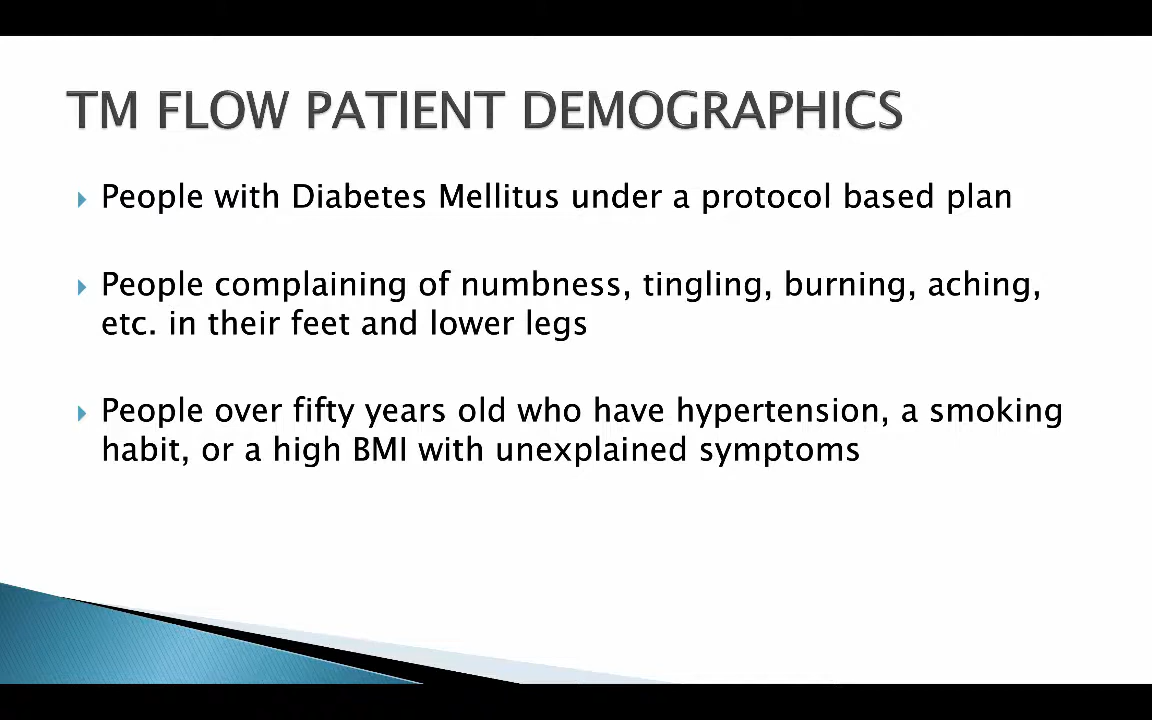 TM FLOW PATIENT DEMOGRAPHICS
People with Diabetes Mellitus under a protocol based plan
People complaining of numbness, tingling, burning, aching,
etc. in their feet and lower legs
People over fifty years old who have hypertension, a smoking
habit, or a high BMI with unexplained symptoms